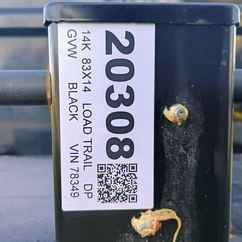 20308
14K 83X14 LOAD TRAIL DP
GVW
BLACK VIN 78349